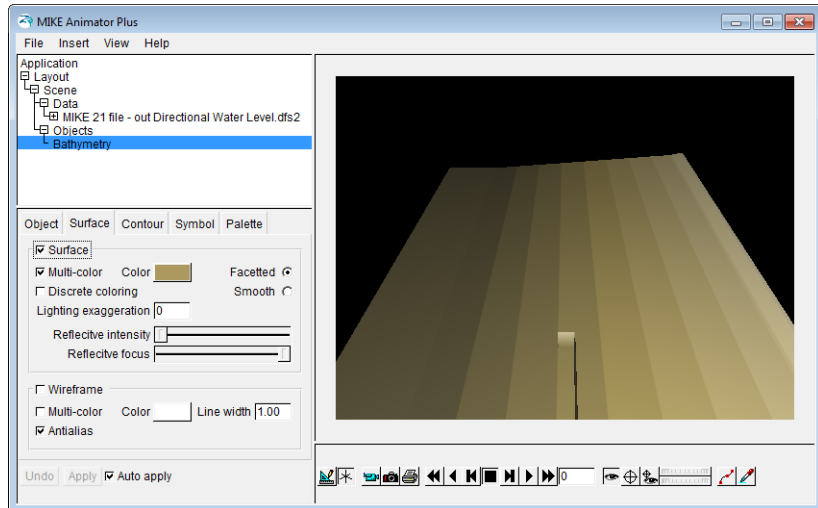 MIKE Animator Plus
File Insert View Help
Application
Layout
Scene
Data
MIKE 21 file - out Directional Water Level.dfs2
Objects
Bathymetry
Object Surface Contour Symbol Palette
Surface
Multi-color Color Facetted
Discrete coloring Smooth
Lighting exaggeration 0
Reflecitve intensity
Reflecitve focus
Wireframe
Multi-color Color Line width 1.00
Antialias
Undo Apply Auto apply 0